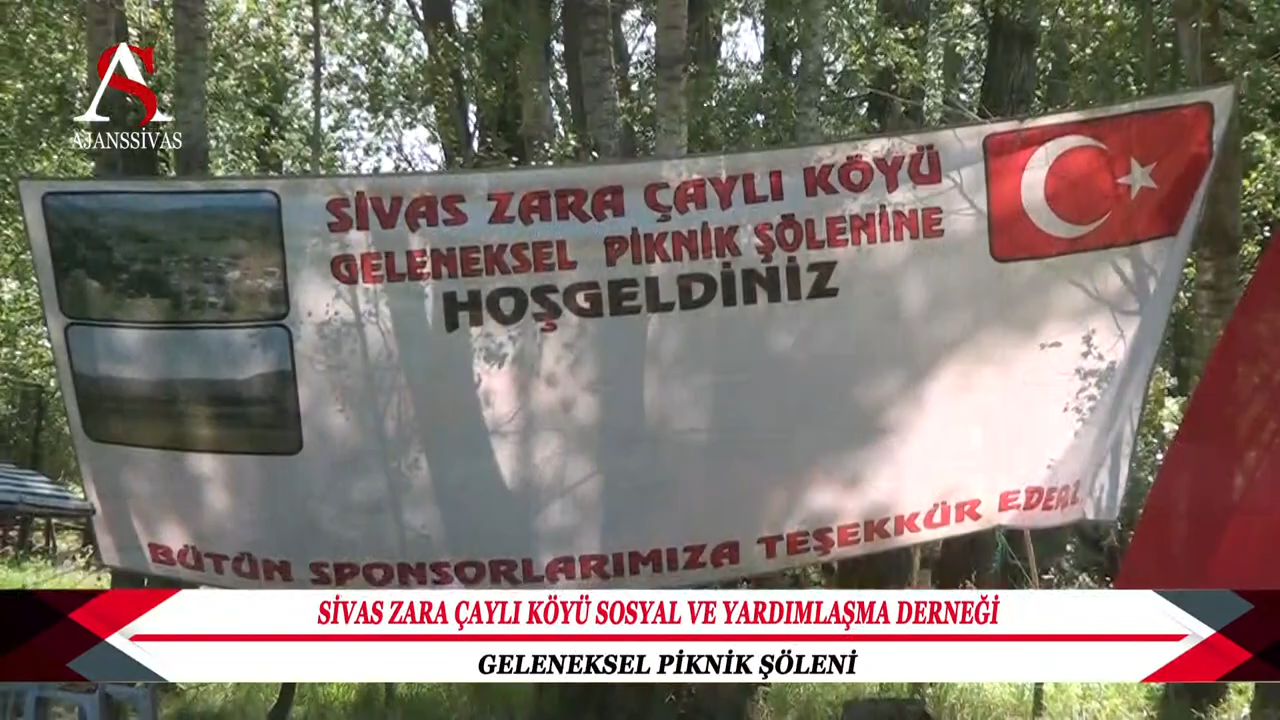 AJANSSİVAS
SİVAS ZARA ÇAYLI KÖYÜ
GELENEKSEL PİKNİK ŞÖLENİNE
HOŞGELDİNİZ
BÜTÜN SPONSORLARIMIZA TEŞEKKÜR
SİVAS ZARA ÇAYLI KÖYÜ SOSYAL VE YARDIMLAŞMA DERNEĞİ
GELENEKSEL PİKNİK ŞÖLENİ